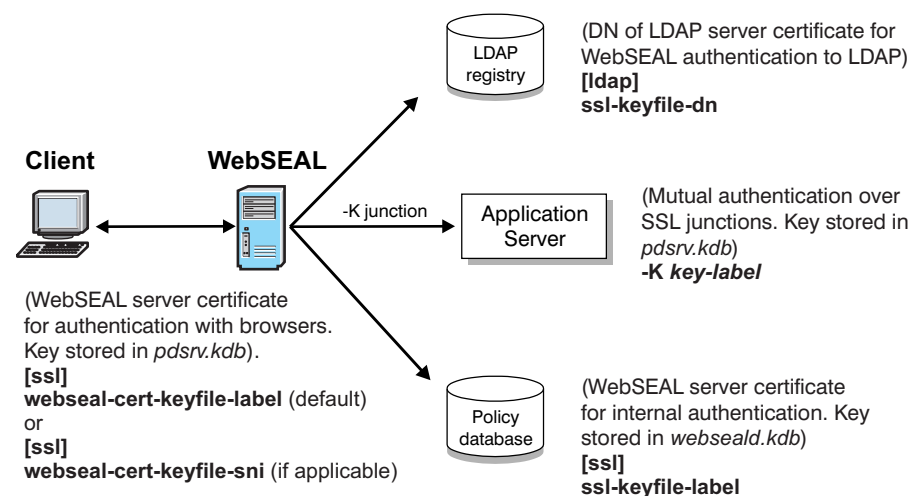 LDAP
registry
(DN of LDAP server certificate for
WebSEAL authentication to LDAP)
[ldap]
ssl-keyfile-dn
Client
WebSEAL
-K junction
Application
Server
(Mutual authentication over
SSL junctions. Key stored in
pdsrv.kdb)
-K key-label
(WebSEAL server certificate
for authentication with browsers.
Key stored in pdsrv.kdb).
[ssl]
webseal-cert-keyfile-label (default)
or
[ssl]
webseal-cert-keyfile-sni (if applicable)
Policy
database
(WebSEAL server certificate
for internal authentication. Key
stored in webseald.kdb)
[ssl]
ssl-keyfile-label